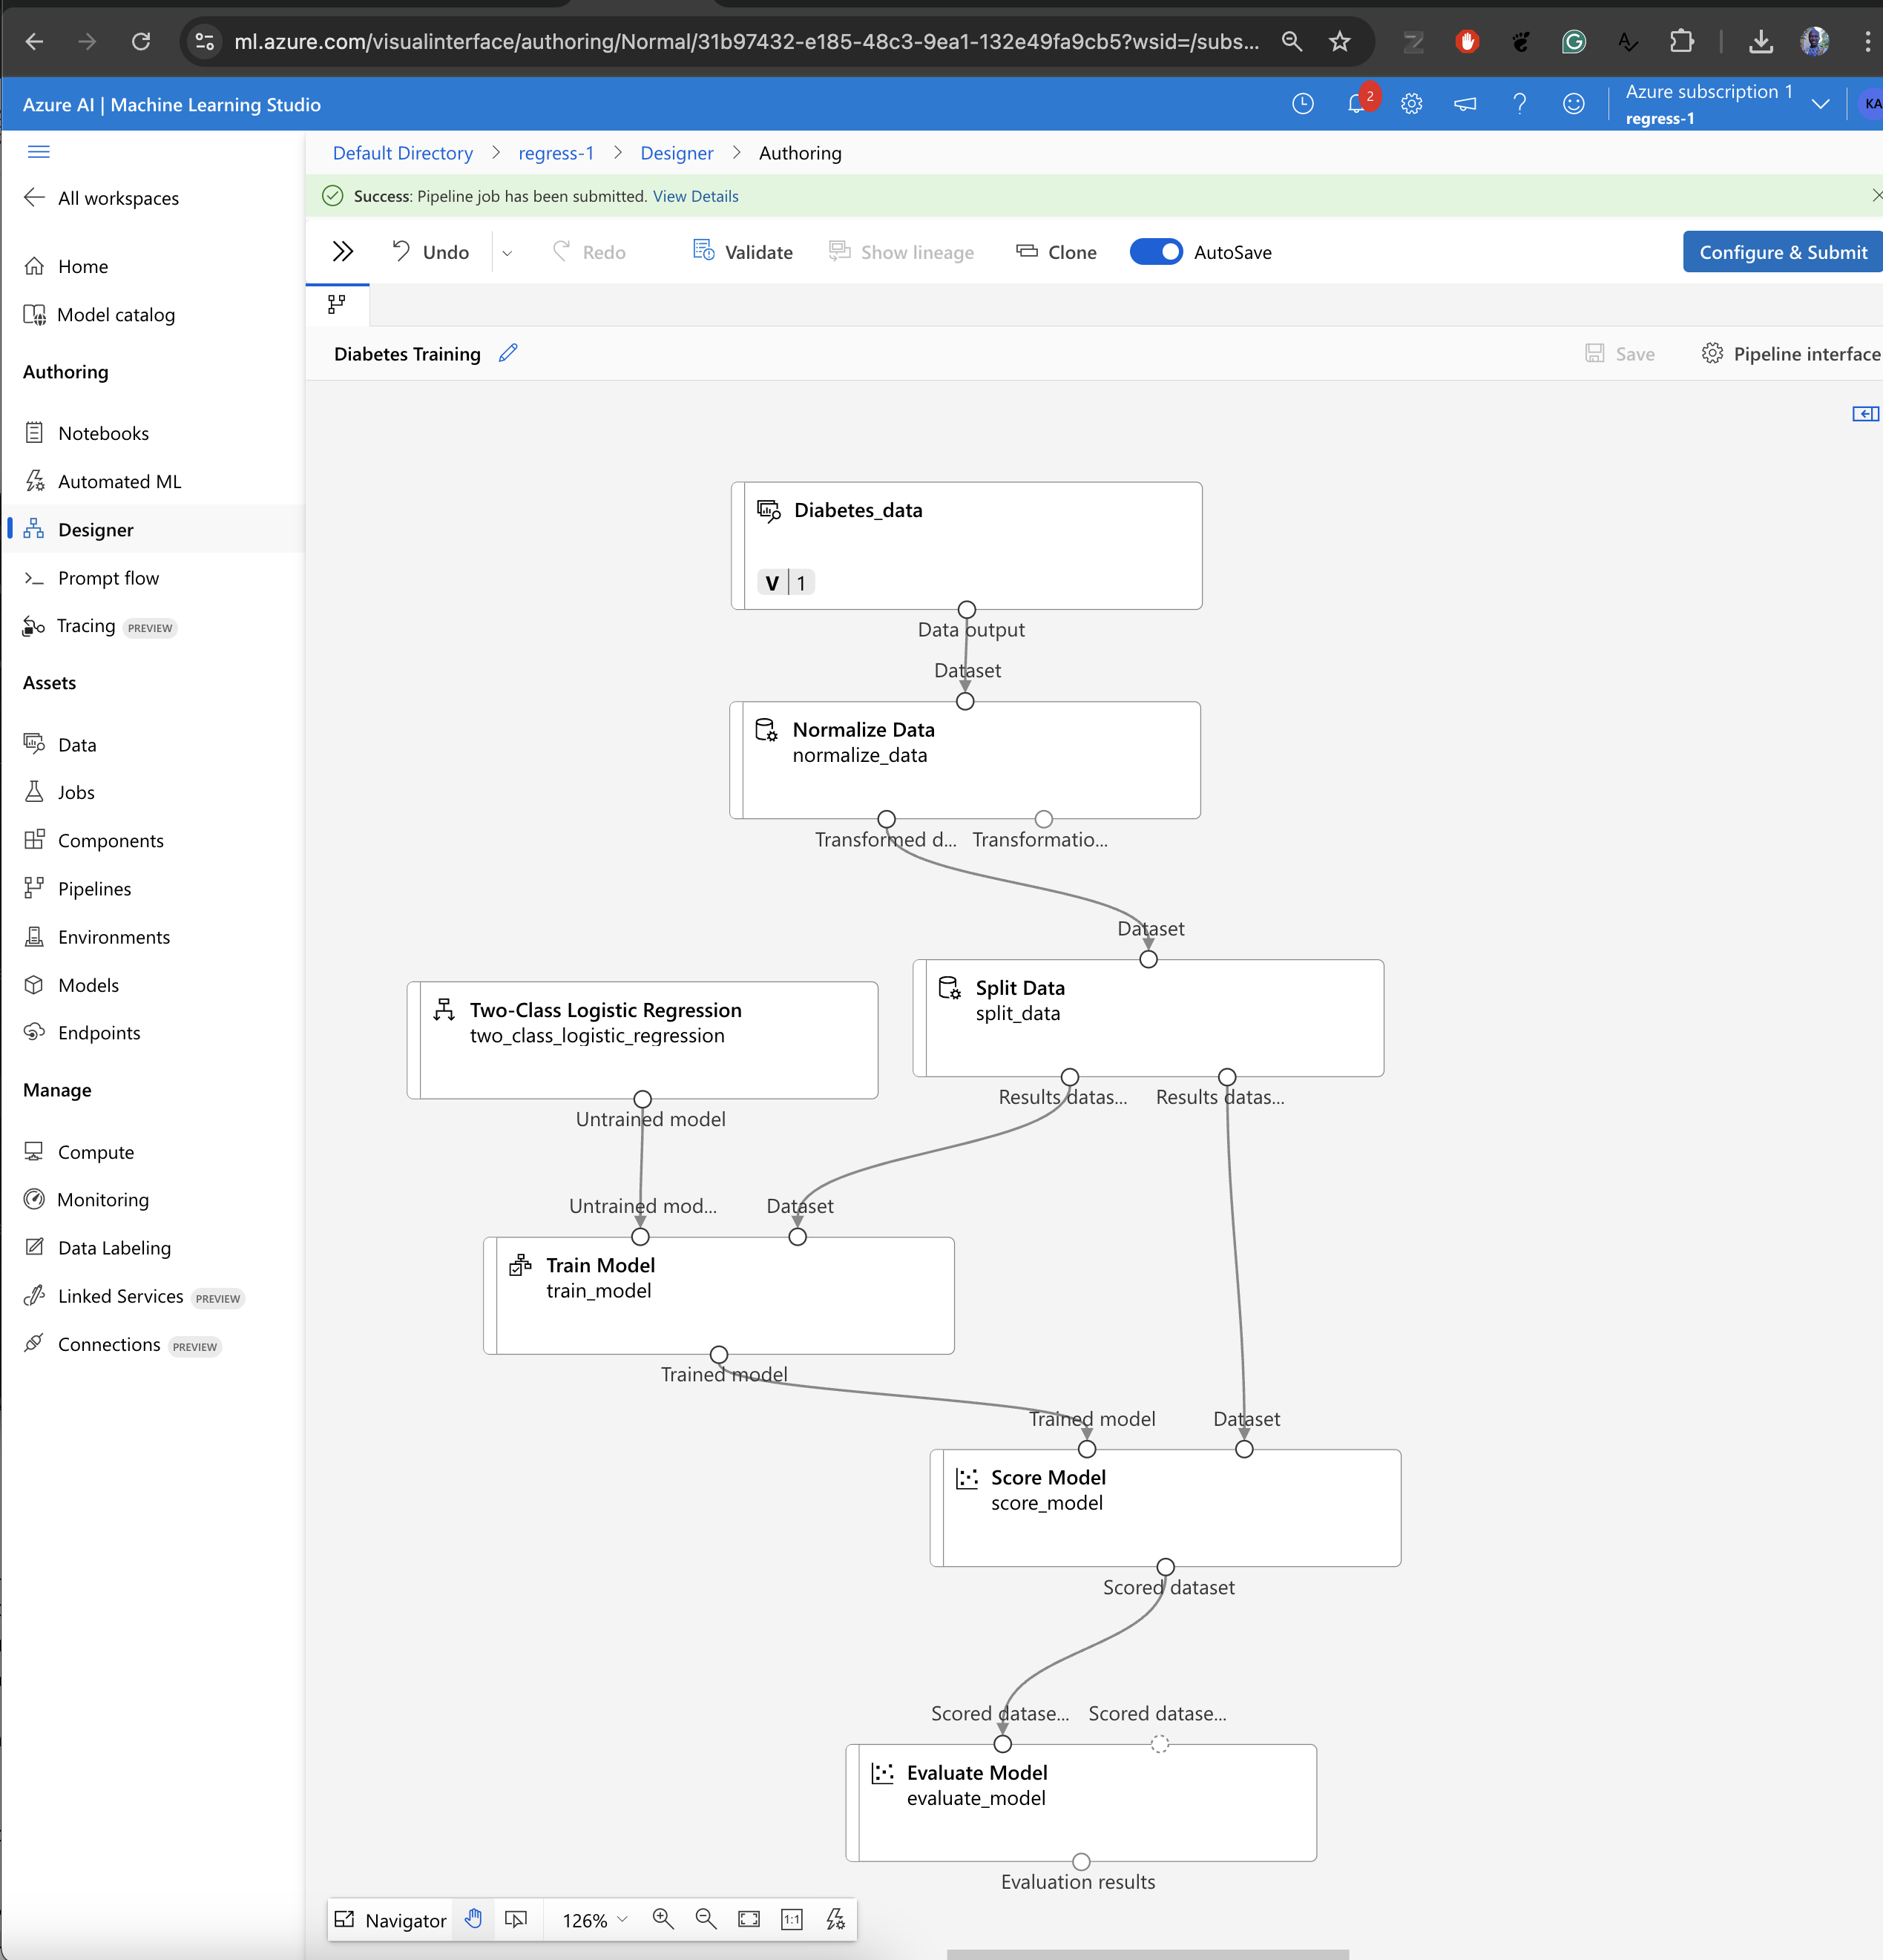 ml.azure.com/visualinterface/authoring/Normal/31b97432-e185-48c3-9ea1-132e49fa9cb5?wsid=/subs...
Azure AI | Machine Learning Studio
2
Azure subscription 1
regress-1
KA
Default Directory > regress-1 > Designer > Authoring
All workspaces
Success: Pipeline job has been submitted. View Details
Undo
Redo
Validate
Show lineage
Clone
AutoSave
Configure & Submit
Home
Model catalog
Authoring
Notebooks
Automated ML
Designer
Prompt flow
Tracing PREVIEW
Assets
Data
Jobs
Components
Pipelines
Environments
Models
Endpoints
Manage
Compute
Monitoring
Data Labeling
Linked Services PREVIEW
Connections PREVIEW
Diabetes Training
Save
Pipeline interface
Diabetes_data
V | 1
Data output
Dataset
Normalize Data
normalize_data
Transformed d... Transformatio...
Dataset
Split Data
split_data
Two-Class Logistic Regression
two_class_logistic_regression
Results datas... Results datas...
Untrained model
Untrained mod... Dataset
Train Model
train_model
Trained model
Trained model Dataset
Score Model
score_model
Scored dataset
Scored datase... Scored datase...
Evaluate Model
evaluate_model
Evaluation results
Navigator
126%
1:1